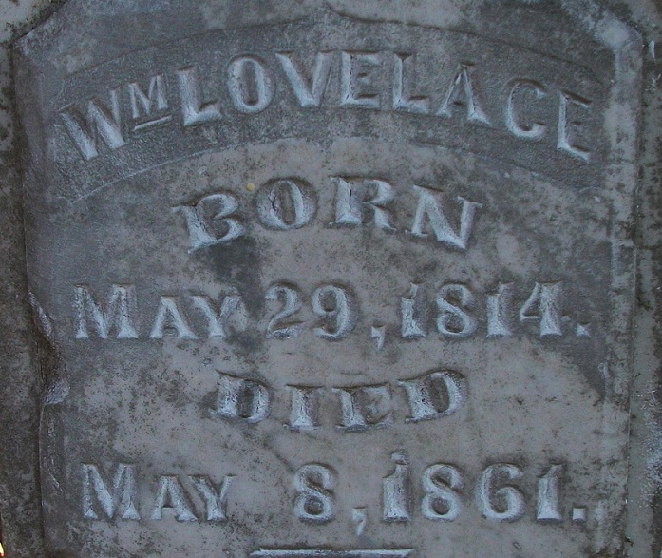 WM LOVELACE
BORN
MAY 29, 1814.
DIED
MAY 8, 1861.